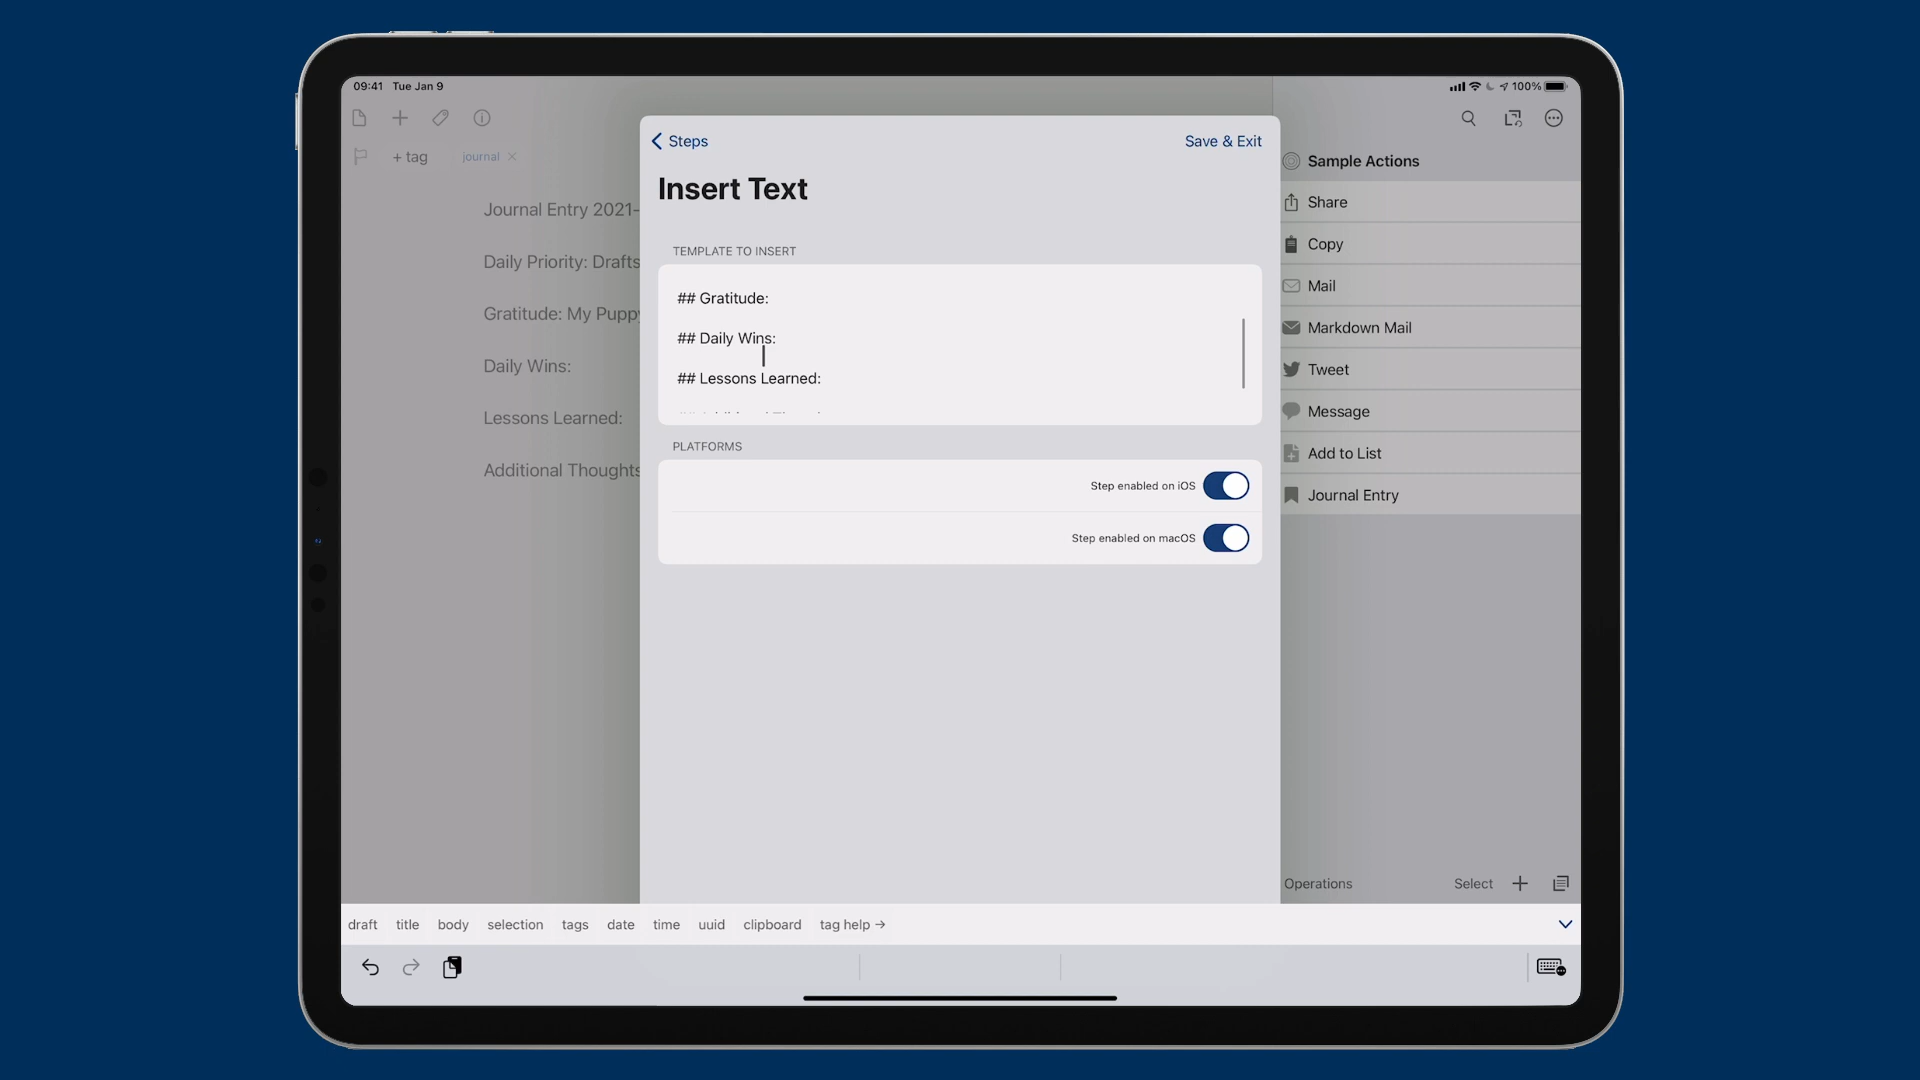 09:41 Tue Jan 9
100%
+ tag journal
Journal Entry 2021-
Daily Priority: Drafts
Gratitude: My Puppy
Daily Wins:
Lessons Learned:
Additional Thoughts
Steps
Save & Exit
Insert Text
TEMPLATE TO INSERT
## Gratitude:
## Daily Wins:
## Lessons Learned:
PLATFORMS
Step enabled on iOS
Step enabled on macOS
Sample Actions
Share
Copy
Mail
Markdown Mail
Tweet
Message
Add to List
Journal Entry
Operations
Select
draft title body selection tags date time uuid clipboard tag help →